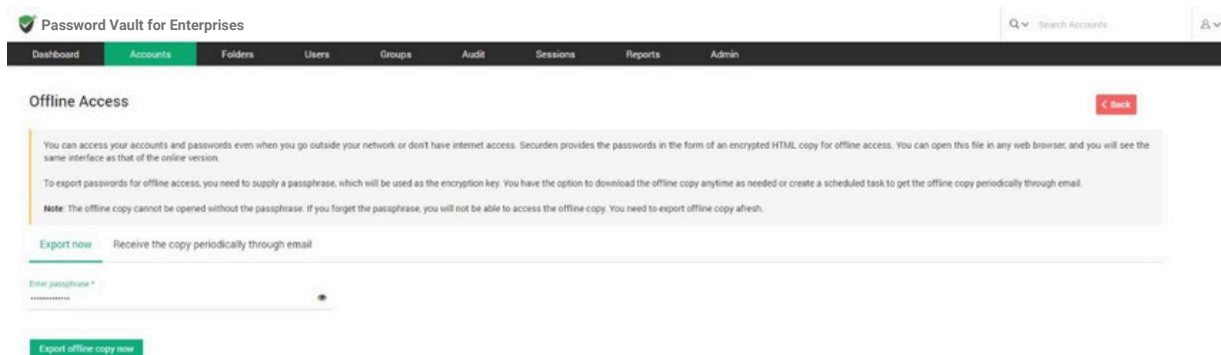 Password Vault for Enterprises
Search Accounts
Dashboard Accounts Folders Users Groups Audit Sessions Reports Admin
Offline Access
Back
You can access your accounts and passwords even when you go outside your network or don't have internet access. Securden provides the passwords in the form of an encrypted HTML copy for offline access. You can open this file in any web browser, and you will see the
same interface as that of the online version.
To export passwords for offline access, you need to supply a passphrase, which will be used as the encryption key. You have the option to download the offline copy anytime as needed or create a scheduled task to get the offline copy periodically through email.
Note: The offline copy cannot be opened without the passphrase. If you forget the passphrase, you will not be able to access the offline copy. You need to export offline copy afresh.
Export now Receive the copy periodically through email
Enter passphrase *
Export offline copy now